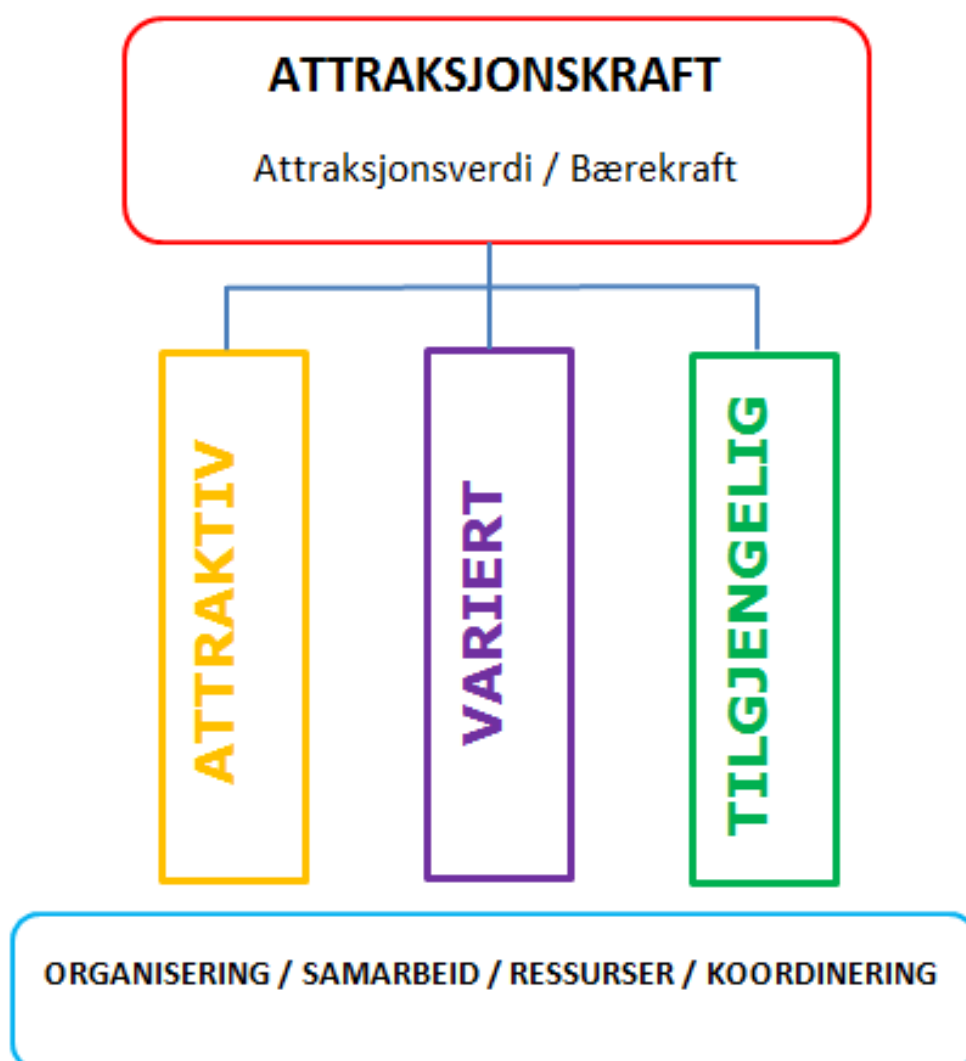 ATTRAKSJONSKRAFT
Attraksjonsverdi / Bærekraft
ATTRAKTIV
VARIERT
TILGJENGELIG
ORGANISERING / SAMARBEID / RESSURSER / KOORDINERING